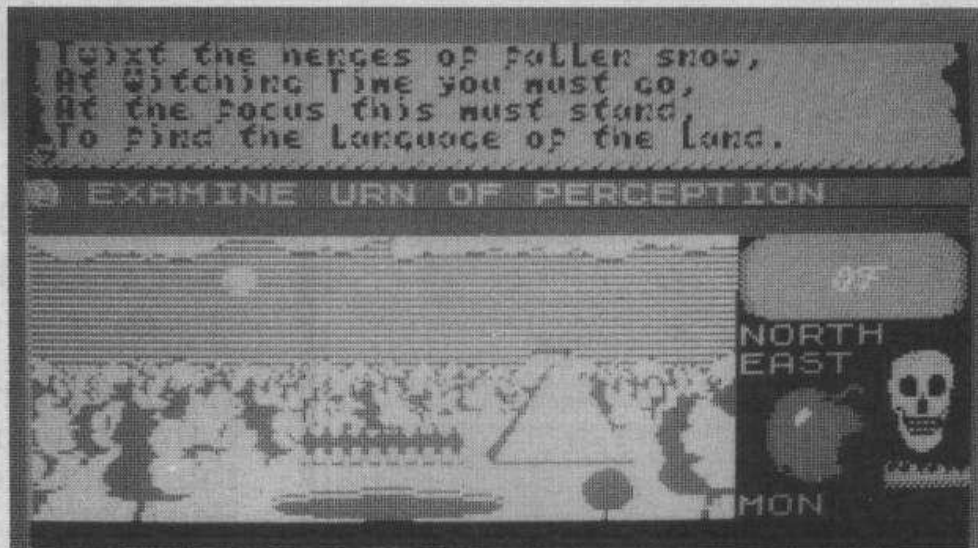 Twixt the henges of fallen snow,
At Witching Time you must go,
At the Focus this must stand,
To Find the Language of the Land.
EXAMINE URN OF PERCEPTION
NORTH
EAST
MON